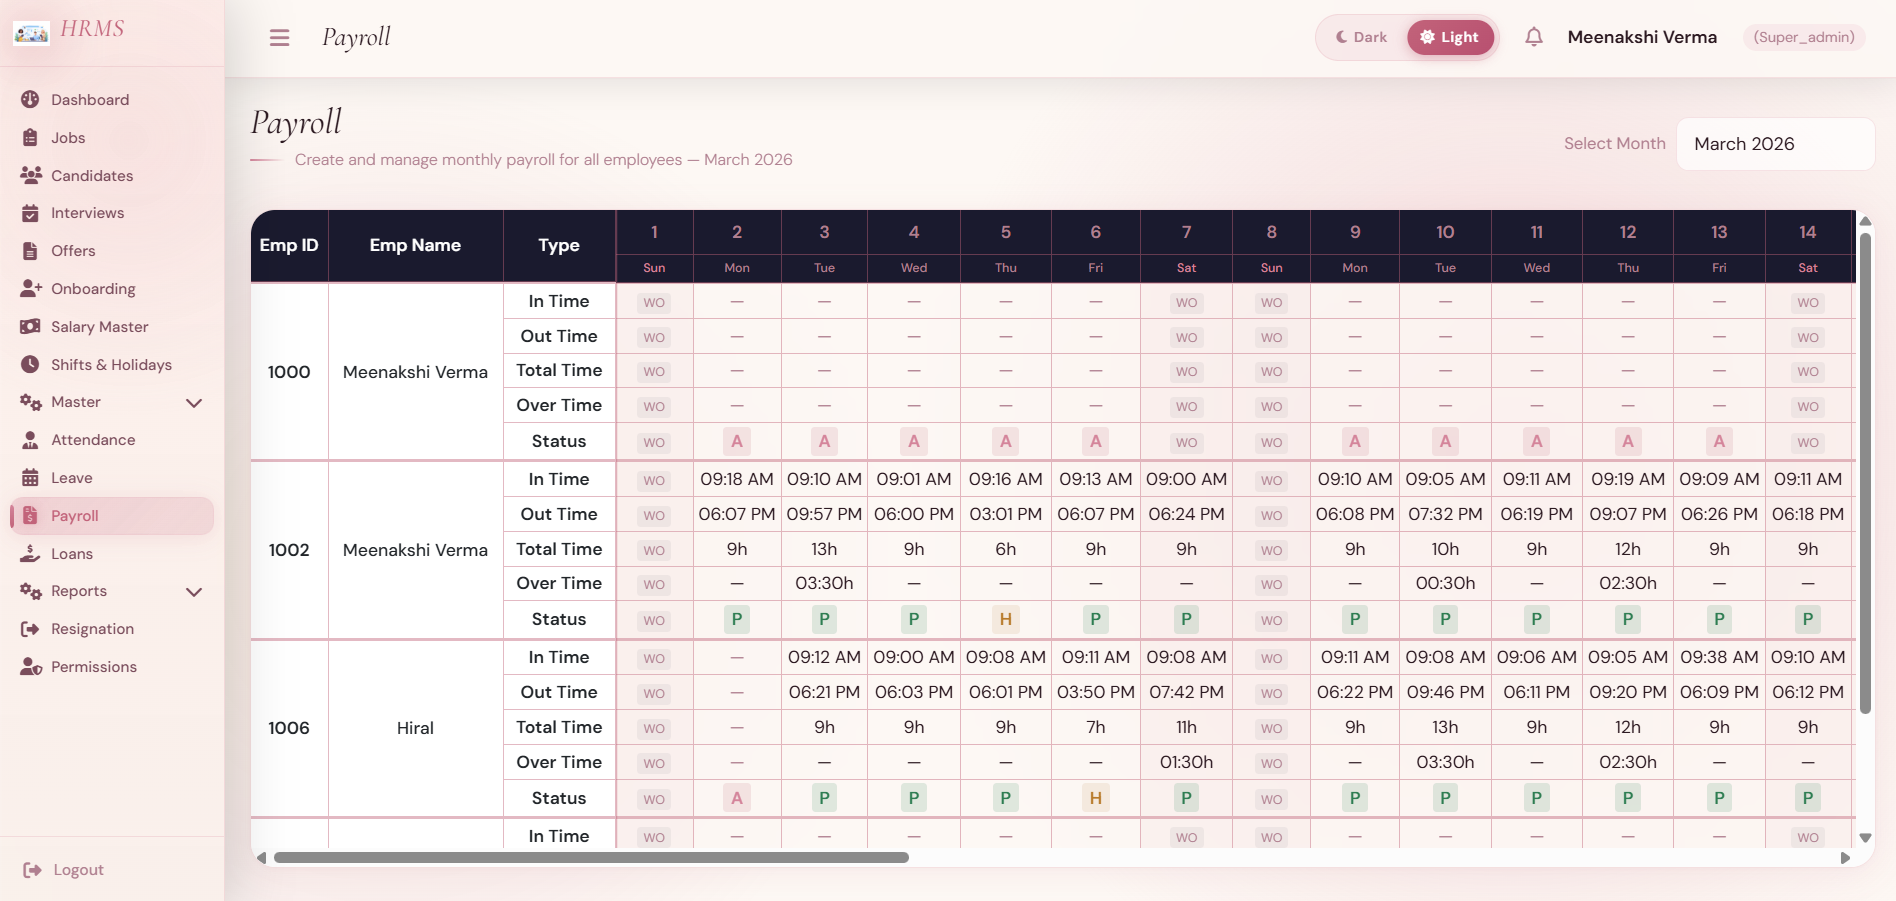 HRMS
Dashboard
Jobs
Candidates
Interviews
Offers
Onboarding
Salary Master
Shifts & Holidays
Master
Attendance
Leave
Payroll
Loans
Reports
Resignation
Permissions
Logout
Payroll
Dark Light
Meenakshi Verma (Super_admin)
Payroll
Create and manage monthly payroll for all employees — March 2026
Select Month March 2026
Emp ID Emp Name Type 1 2 3 4 5 6 7 8 9 10 11 12 13 14
Sun Mon Tue Wed Thu Fri Sat Sun Mon Tue Wed Thu Fri Sat
1000 Meenakshi Verma
In Time WO — — — — — WO WO — — — — — WO
Out Time WO — — — — — WO WO — — — — — WO
Total Time WO — — — — — WO WO — — — — — WO
Over Time WO — — — — — WO WO — — — — — WO
Status WO A A A A A WO WO A A A A A WO
1002 Meenakshi Verma
In Time WO 09:18 AM 09:10 AM 09:01 AM 09:16 AM 09:13 AM 09:00 AM WO 09:10 AM 09:05 AM 09:11 AM 09:19 AM 09:09 AM 09:11 AM
Out Time WO 06:07 PM 09:57 PM 06:00 PM 03:01 PM 06:07 PM 06:24 PM WO 06:08 PM 07:32 PM 06:19 PM 09:07 PM 06:26 PM 06:18 PM
Total Time WO 9h 13h 9h 6h 9h 9h WO 9h 10h 9h 12h 9h 9h
Over Time WO — 03:30h — — — — WO — 00:30h — 02:30h — —
Status WO P P P H P P WO P P P P P P
1006 Hiral
In Time WO — 09:12 AM 09:00 AM 09:08 AM 09:11 AM 09:08 AM WO 09:11 AM 09:08 AM 09:06 AM 09:05 AM 09:38 AM 09:10 AM
Out Time WO — 06:21 PM 06:03 PM 06:01 PM 03:50 PM 07:42 PM WO 06:22 PM 09:46 PM 06:11 PM 09:20 PM 06:09 PM 06:12 PM
Total Time WO — 9h 9h 9h 7h 11h WO 9h 13h 9h 12h 9h 9h
Over Time WO — — — — — 01:30h WO — 03:30h — 02:30h — —
Status WO A P P P H P WO P P P P P P
In Time WO — — — — — WO WO — — — — — WO